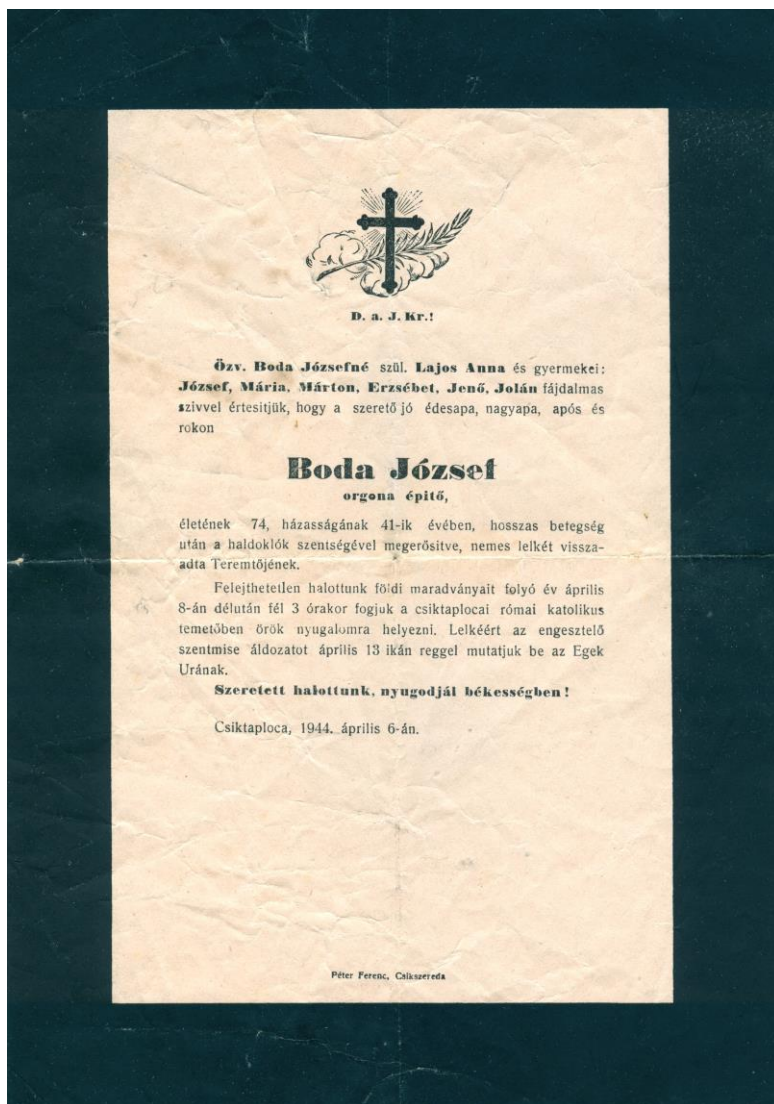 D. a. J. Kr.!
Özv. Boda Józsefné szül. Lajos Anna és gyermekei:
József, Mária, Márton, Erzsébet, Jenő, Jolán fájdalmas
szivvel értesitjük, hogy a szerető jó édesapa, nagyapa, após és
rokon
Boda József
orgona épitő,
életének 74, házasságának 41-ik évében, hosszas betegség
után a haldoklók szentségével megerősitve, nemes lelkét vissza-
adta Teremtőjének.
Felejthetetlen halottunk földi maradványait folyó év április
8-án délután fél 3 órakor fogjuk a csiktaplocai római katolikus
temetőben örök nyugalomra helyezni. Lelkéért az engesztelő
szentmise áldozatot április 13 ikán reggel mutatjuk be az Egek
Urának.
Szeretett halottunk, nyugodjál békességben!
Csiktaploca, 1944. április 6-án.
Péter Ferenc, Csikszereda